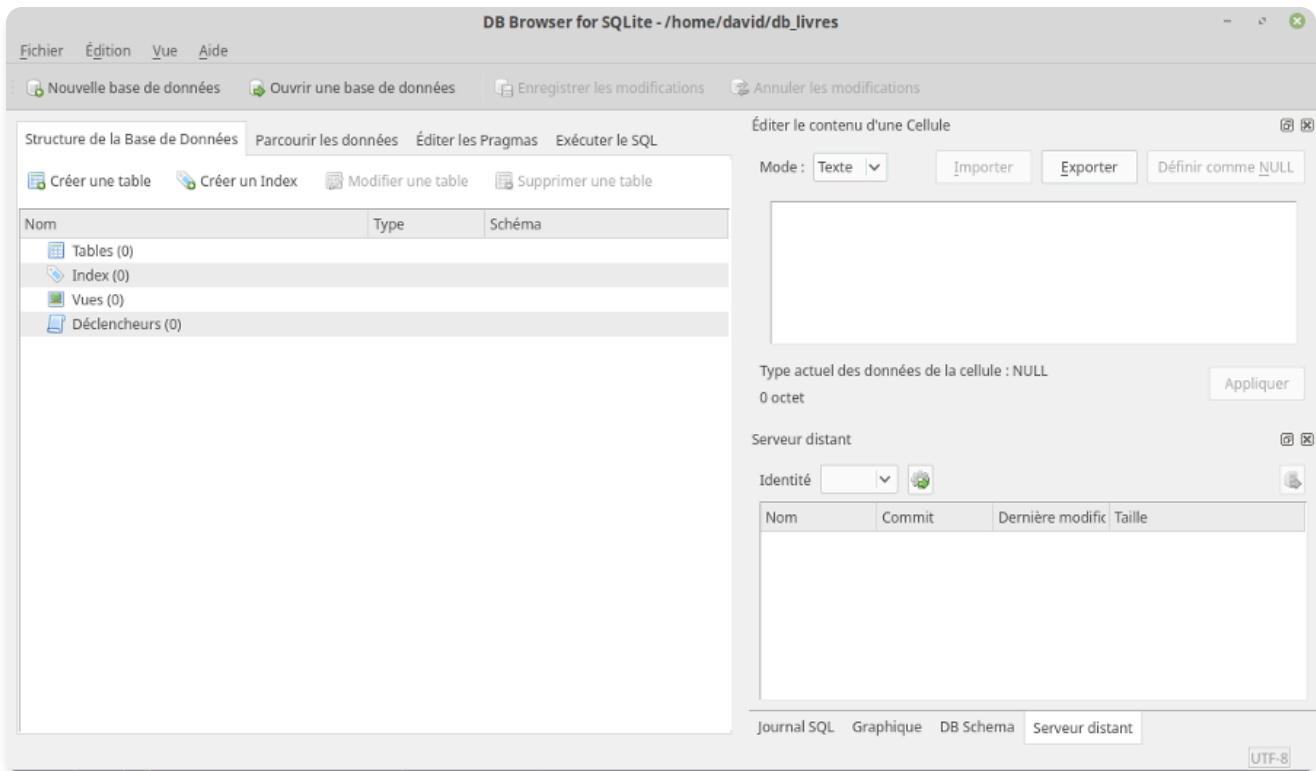 DB Browser for SQLite - /home/david/db_livres
Fichier Édition Vue Aide
Nouvelle base de données Ouvrir une base de données Enregistrer les modifications Annuler les modifications
Structure de la Base de Données Parcourir les données Éditer les Pragmas Exécuter le SQL
Créer une table Créer un Index Modifier une table Supprimer une table
Nom Type Schéma
Tables (0)
Index (0)
Vues (0)
Déclencheurs (0)
Éditer le contenu d'une Cellule
Mode : Texte Importer Exporter Définir comme NULL
Type actuel des données de la cellule : NULL
0 octet
Appliquer
Serveur distant
Identité
Nom Commit Dernière modific Taille
Journal SQL Graphique DB Schema Serveur distant
UTF-8